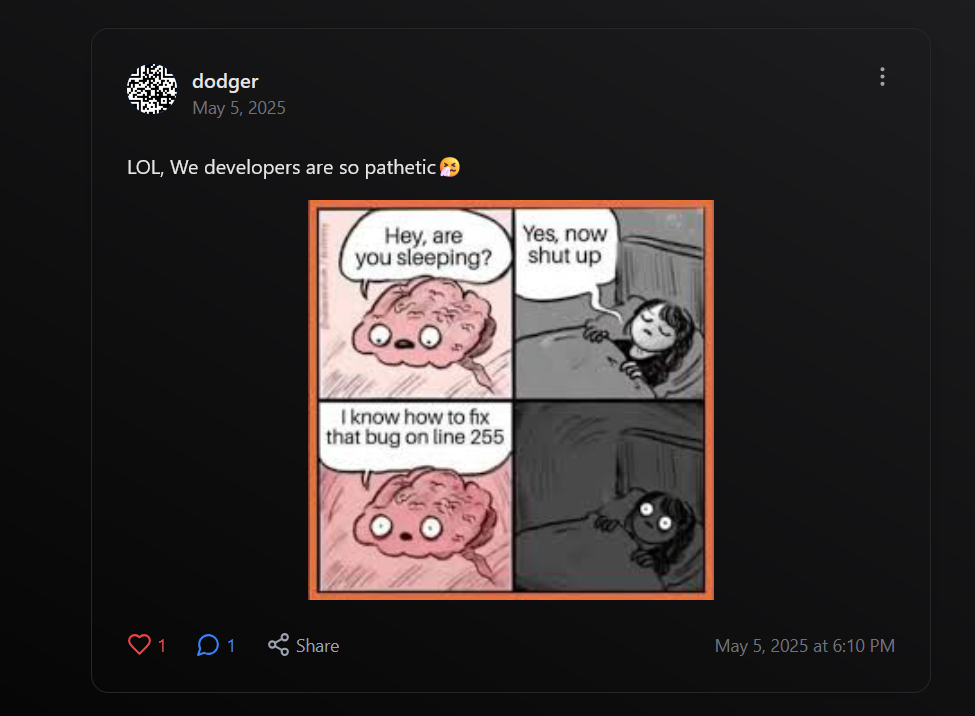 dodger
May 5, 2025
LOL, We developers are so pathetic🤧
Hey, are
you sleeping?
Yes, now
shut up
I know how to fix
that bug on line 255
1
1
Share
May 5, 2025 at 6:10 PM